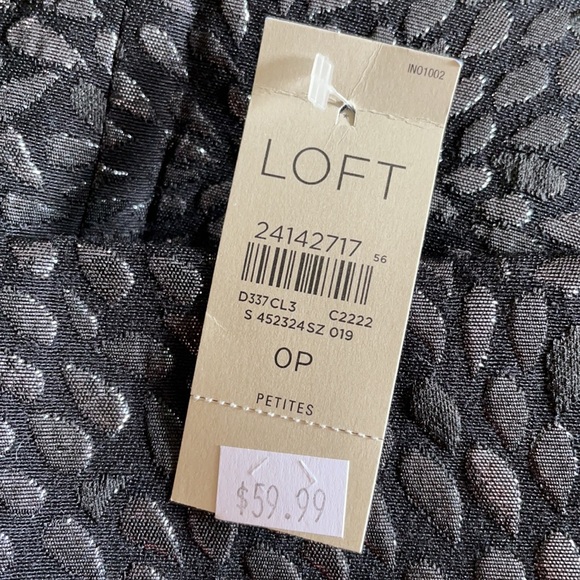 IN01002
LOFT
24142717
56
D337CL3 C2222
S 452324SZ 019
0P
PETITES
$59.99